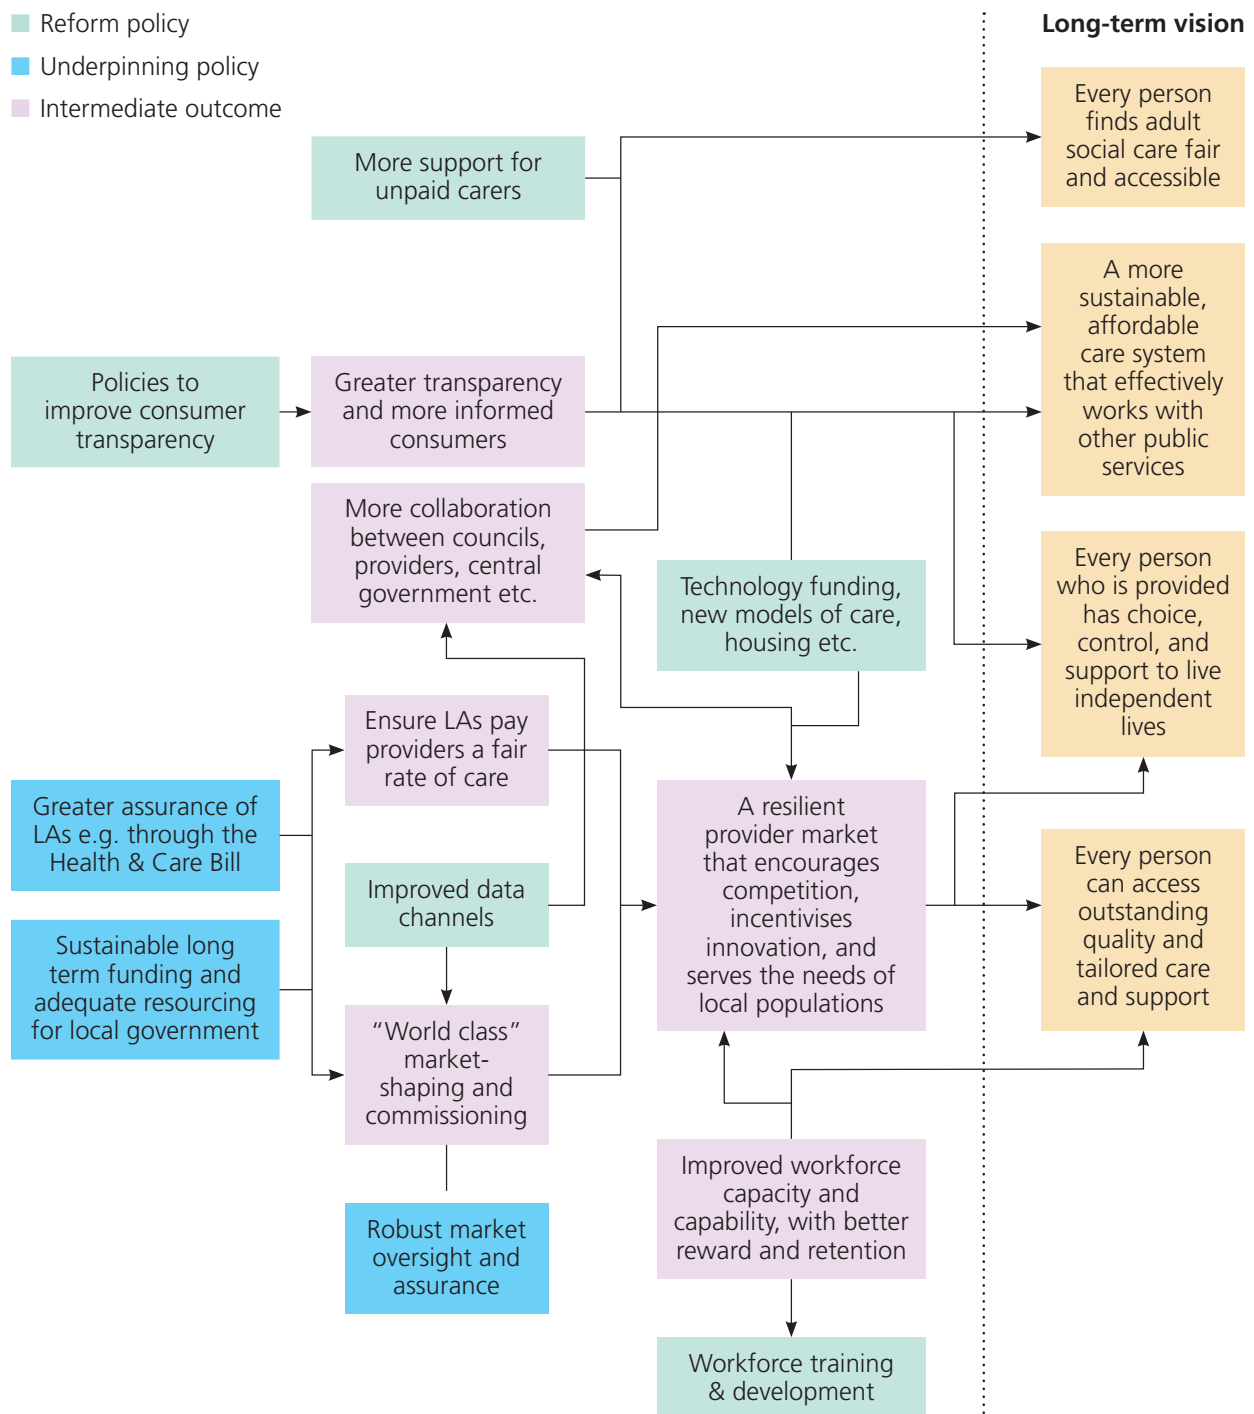 Reform policy
Underpinning policy
Intermediate outcome
Long-term vision
More support for
unpaid carers
Every person
finds adult
social care fair
and accessible
A more
sustainable,
affordable
care system
that effectively
works with
other public
services
Policies to
improve consumer
transparency
Greater transparency
and more informed
consumers
More collaboration
between councils,
providers, central
government etc.
Technology funding,
new models of care,
housing etc.
Every person
who is provided
has choice,
control, and
support to live
independent
lives
Ensure LAs pay
providers a fair
rate of care
Greater assurance of
LAs e.g. through the
Health & Care Bill
Improved data
channels
A resilient
provider market
that encourages
competition,
incentivises
innovation, and
serves the needs of
local populations
Every person
can access
outstanding
quality and
tailored care
and support
Sustainable long
term funding and
adequate resourcing
for local government
“World class”
market-
shaping and
commissioning
Robust market
oversight and
assurance
Improved workforce
capacity and
capability, with better
reward and retention
Workforce training
& development